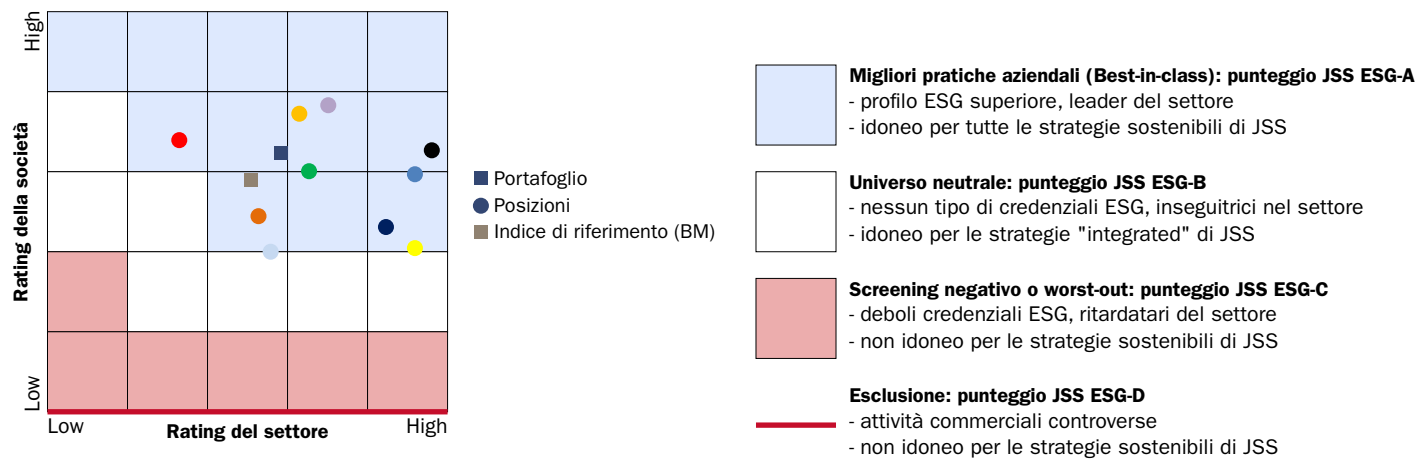 High
Rating della società
Low
Low
Rating del settore
High
Portafoglio
Posizioni
Indice di riferimento (BM)
Migliori pratiche aziendali (Best-in-class): punteggio JSS ESG-A
- profilo ESG superiore, leader del settore
- idoneo per tutte le strategie sostenibili di JSS
Universo neutrale: punteggio JSS ESG-B
- nessun tipo di credenziali ESG, inseguitrici nel settore
- idoneo per le strategie "integrated" di JSS
Screening negativo o worst-out: punteggio JSS ESG-C
- deboli credenziali ESG, ritardatari del settore
- non idoneo per le strategie sostenibili di JSS
Esclusione: punteggio JSS ESG-D
- attività commerciali controverse
- non idoneo per le strategie sostenibili di JSS